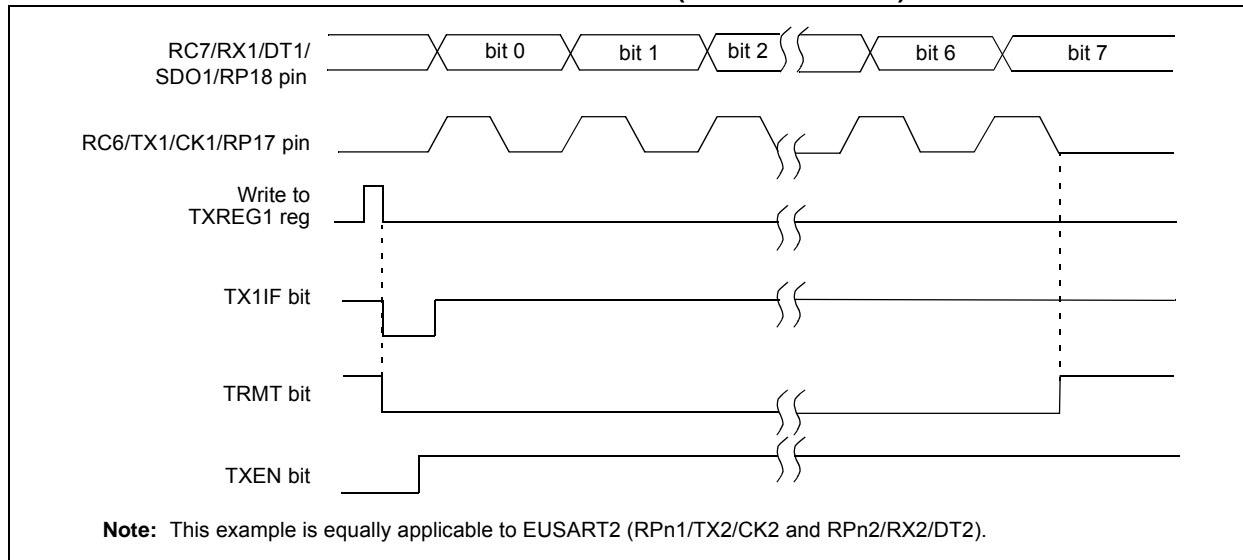 RC7/RX1/DT1/
SDO1/RP18 pin
bit 0
bit 1
bit 2
bit 6
bit 7
RC6/TX1/CK1/RP17 pin
Write to
TXREG1 reg
TX1IF bit
TRMT bit
TXEN bit
Note: This example is equally applicable to EUSART2 (RPn1/TX2/CK2 and RPn2/RX2/DT2).